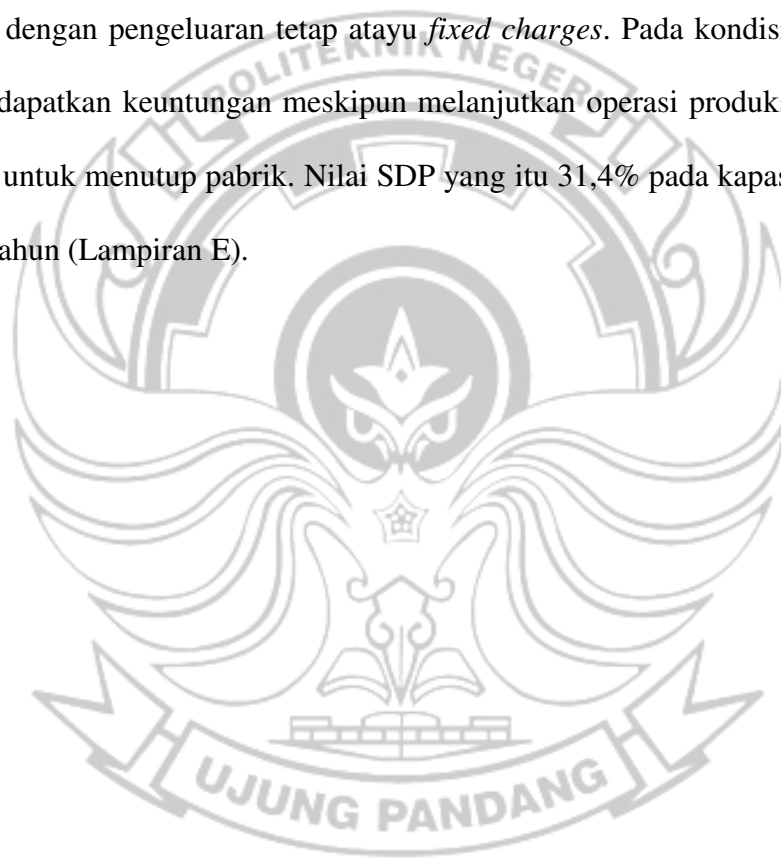 dengan pengeluaran tetap atayu fixed charges. Pada kondisi
dapatkan keuntungan meskipun melanjutkan operasi produks
untuk menutup pabrik. Nilai SDP yang itu 31,4% pada kapas
ahun (Lampiran E).
POLITEKNIK NEGERI
UJUNG PANDANG